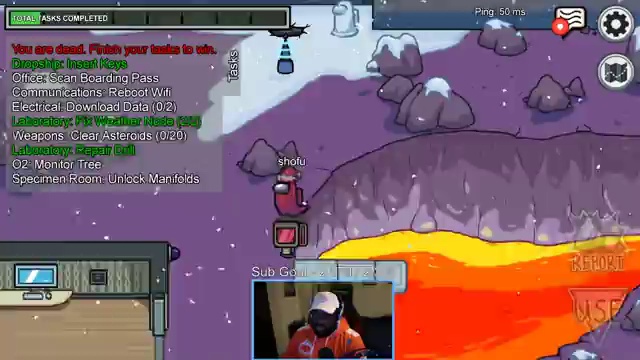 TOTAL TASKS COMPLETED
Ping: 50 ms
You are dead. Finish your tasks to win.
Dropship: Insert Keys
Office: Scan Boarding Pass
Communications: Reboot Wifi
Electrical: Download Data (0/2)
Laboratory: Fix Weather Node (2/2)
Weapons: Clear Asteroids (0/20)
Laboratory: Repair Drill
O2: Monitor Tree
Specimen Room: Unlock Manifolds
Tasks
shofu
REPORT
Sub Goal
USE